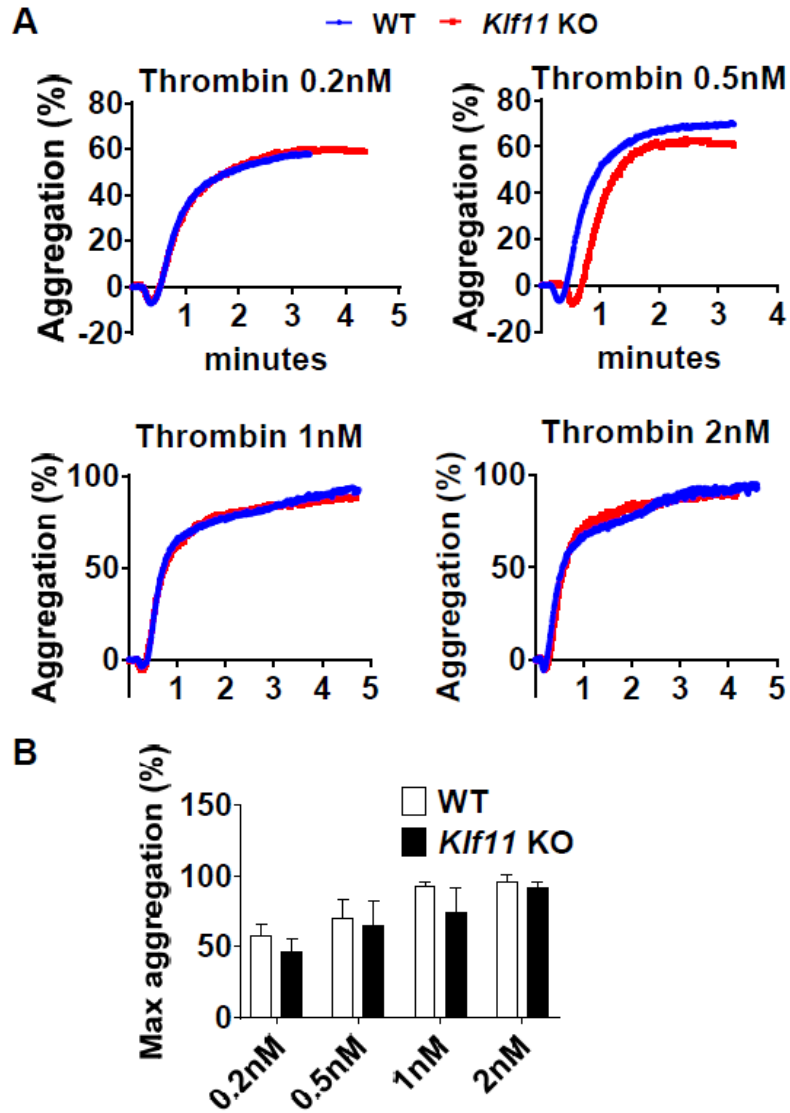 A
WT Klf11 KO
Thrombin 0.2nM
Aggregation (%)
80
60
40
20
0
-20
1 2 3 4 5
minutes
Thrombin 0.5nM
Aggregation (%)
80
60
40
20
0
-20
1 2 3 4
minutes
Thrombin 1nM
Aggregation (%)
100
50
0
1 2 3 4 5
Thrombin 2nM
Aggregation (%)
100
50
0
1 2 3 4 5
B
Max aggregation (%)
150
100
50
0
WT
Klf11 KO
0.2nM 0.5nM 1nM 2nM